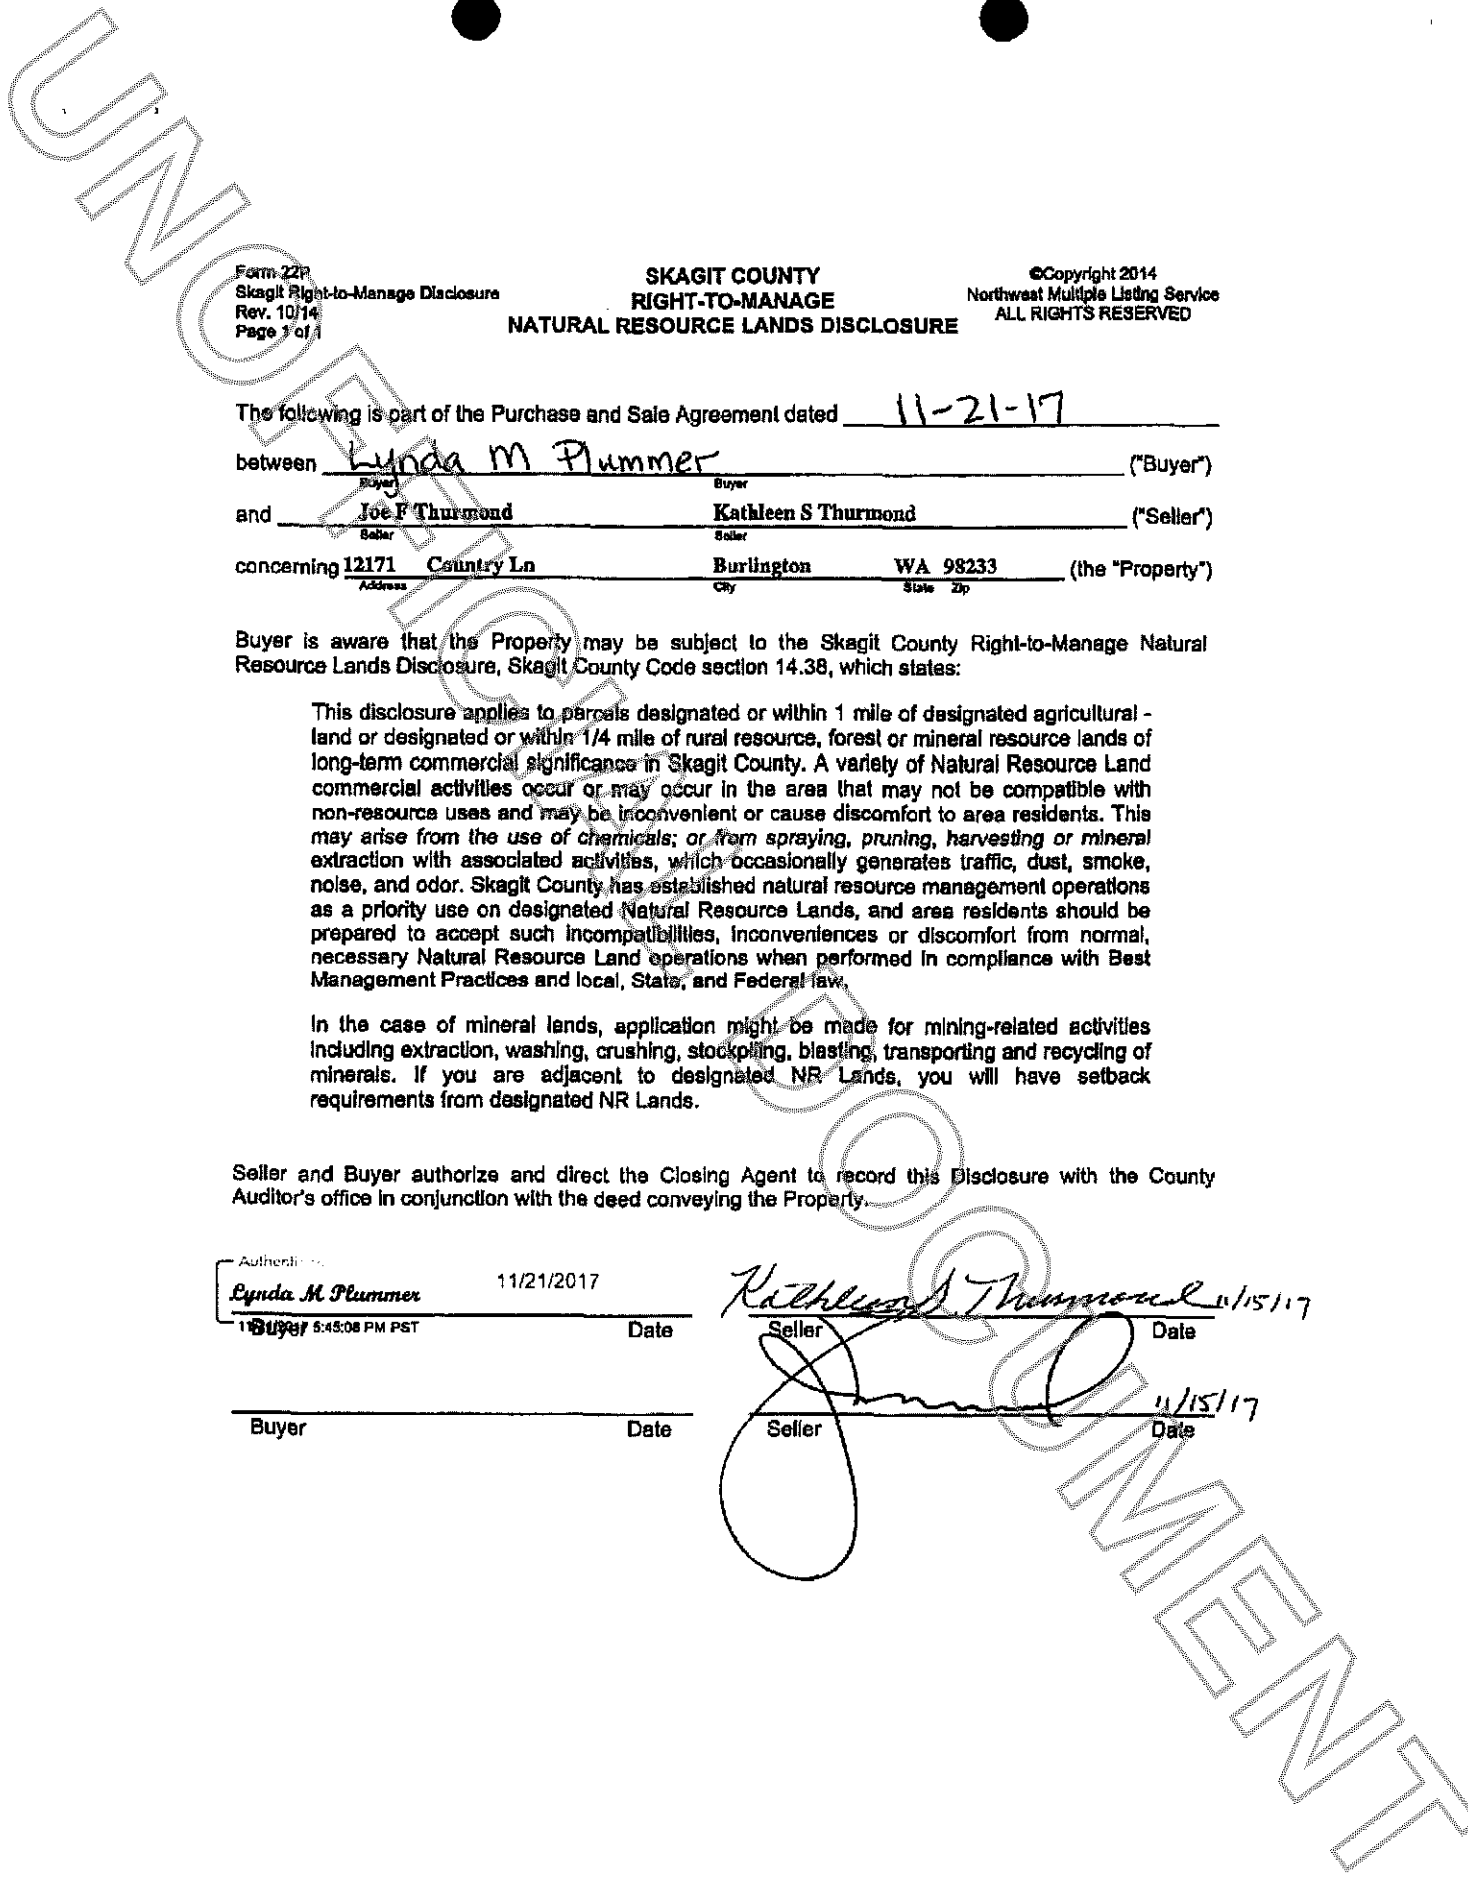 Form 22P
Skagit Right-to-Manage Disclosure
Rev. 10/14
Page 1 of 1
SKAGIT COUNTY
RIGHT-TO-MANAGE
NATURAL RESOURCE LANDS DISCLOSURE
©Copyright 2014
Northwest Multiple Listing Service
ALL RIGHTS RESERVED
The following is part of the Purchase and Sale Agreement dated 11-21-17
between Lynda M Plummer ("Buyer")
Buyer Buyer
and Joe F Thurmond Kathleen S Thurmond ("Seller")
Seller Seller
concerning 12171 Country Ln Burlington WA 98233 (the "Property")
Address City State Zip
Buyer is aware that the Property may be subject to the Skagit County Right-to-Manage Natural
Resource Lands Disclosure, Skagit County Code section 14.38, which states:
This disclosure applies to parcels designated or within 1 mile of designated agricultural -
land or designated or within 1/4 mile of rural resource, forest or mineral resource lands of
long-term commercial significance in Skagit County. A variety of Natural Resource Land
commercial activities occur or may occur in the area that may not be compatible with
non-resource uses and may be inconvenient or cause discomfort to area residents. This
may arise from the use of chemicals; or from spraying, pruning, harvesting or mineral
extraction with associated activities, which occasionally generates traffic, dust, smoke,
noise, and odor. Skagit County has established natural resource management operations
as a priority use on designated Natural Resource Lands, and area residents should be
prepared to accept such incompatibilities, inconveniences or discomfort from normal,
necessary Natural Resource Land operations when performed in compliance with Best
Management Practices and local, State, and Federal law.
In the case of mineral lands, application might be made for mining-related activities
including extraction, washing, crushing, stockpiling, blasting, transporting and recycling of
minerals. If you are adjacent to designated NR Lands, you will have setback
requirements from designated NR Lands.
Seller and Buyer authorize and direct the Closing Agent to record this Disclosure with the County
Auditor's office in conjunction with the deed conveying the Property.
Lynda M Plummer 11/21/2017 Kathleen S. Thurmond 11/15/17
5:45:08 PM PST
Buyer Date Seller Date
11/15/17
Buyer Date Seller Date
UNOFFICIAL DOCUMENT